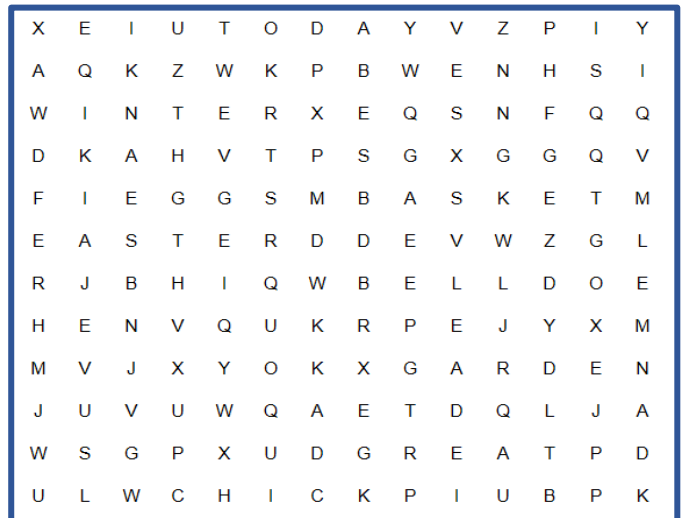 X E I U T O D A Y V Z P I Y
A Q K Z W K P B W E N H S I
W I N T E R X E Q S N F Q Q
D K A H V T P S G X G G Q V
F I E G G S M B A S K E T M
E A S T E R D D E V W Z G L
R J B H I Q W B E L L D O E
H E N V Q U K R P E J Y X M
M V J X Y O K X G A R D E N
J U V U W Q A E T D Q L J A
W S G P X U D G R E A T P D
U L W C H I C K P I U B P K